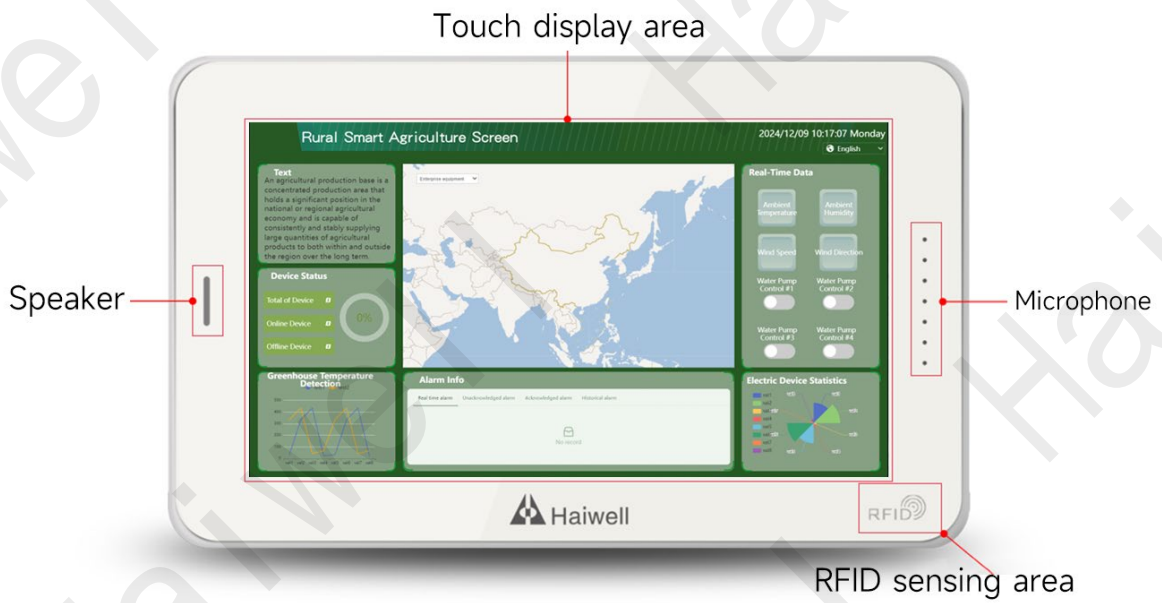 Touch display area
Rural Smart Agriculture Screen
2024/12/09 10:17:07 Monday
English
Text
An agricultural production base is a
concentrated production area that
holds a significant position in the
national or regional agricultural
economy and is capable of
consistently and stably supplying
large quantities of agricultural
products to both within and outside
the region over the long term.
Enterprise equipment
Real-Time Data
Ambient
Temperature
Ambient
Humidity
Wind Speed
Wind Direction
Water Pump
Control #1
Water Pump
Control #2
Water Pump
Control #3
Water Pump
Control #4
Device Status
Total of Device
Online Device
Offline Device
0%
Speaker
Microphone
Greenhouse Temperature
Detection
Alarm Info
Real time alarm Unacknowledged alarm Acknowledged alarm Historical alarm
No record
Electric Device Statistics
Haiwell
RFID
RFID sensing area